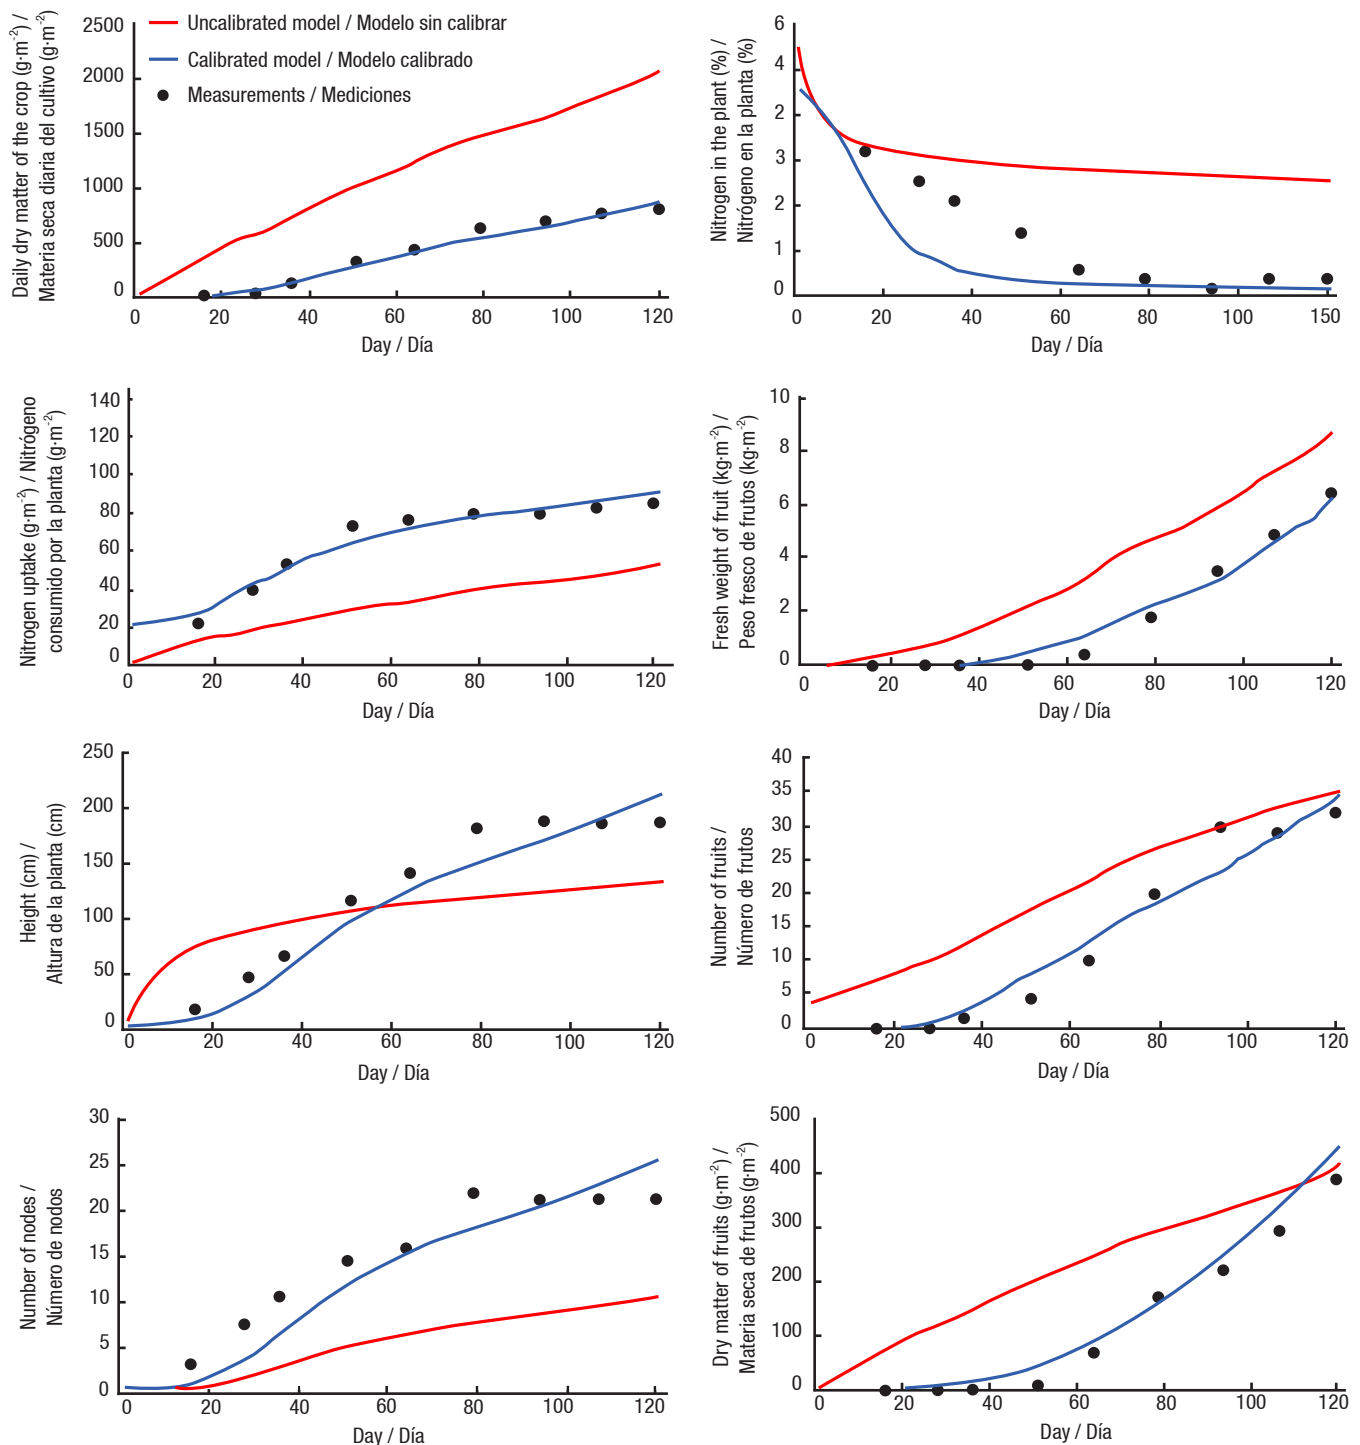 Daily dry matter of the crop (g·m-2) /
Materia seca diaria del cultivo (g·m-2)
2500
2000
1500
1000
500
0
Uncalibrated model / Modelo sin calibrar
Calibrated model / Modelo calibrado
Measurements / Mediciones
0 20 40 60 80 100 120
Day / Día
Nitrogen in the plant (%) /
Nitrógeno en la planta (%)
6
4
2
3
2
1
0
0 20 40 60 80 100 150
Day / Día
Nitrogen uptake (g·m-2) / Nitrógeno
consumido por la planta (g·m-2)
140
120
100
80
60
40
20
0
0 20 40 60 80 100 120
Day / Día
Fresh weight of fruit (kg·m-2) /
Peso fresco de frutos (kg·m-2)
10
8
6
4
2
0
0 20 40 60 80 100 120
Day / Día
Height (cm) /
Altura de la planta (cm)
250
200
150
100
50
0
0 20 40 60 80 100 120
Day / Día
Number of fruits /
Número de frutos
40
35
30
25
20
15
10
5
0
0 20 40 60 80 100 120
Day / Día
Number of nodes /
Número de nodos
30
25
20
15
10
5
0
0 20 40 60 80 100 120
Day / Día
Dry matter of fruits (g·m-2) /
Materia seca de frutos (g·m-2)
500
400
300
200
100
0
0 20 40 60 80 100 120
Day / Día